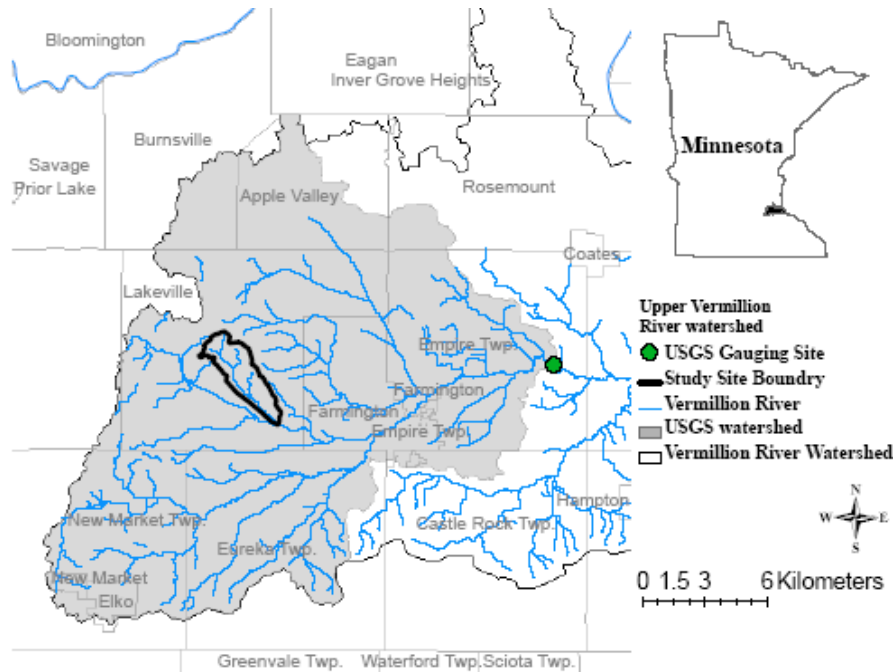 Bloomington
Eagan
Inver Grove Heights
Burnsville
Savage
Prior Lake
Apple Valley
Rosemount
Coates
Lakeville
Empire Twp.
Farmington
Farmington
Empire Twp.
Hampton
New Market Twp.
Castle Rock Twp.
Eureka Twp.
New Market
Elko
Greenvale Twp.
Waterford Twp.
Sciota Twp.
Minnesota
Upper Vermillion
River watershed
USGS Gauging Site
Study Site Boundry
Vermillion River
USGS watershed
Vermillion River Watershed
N
W
E
S
0 1.5 3 6 Kilometers